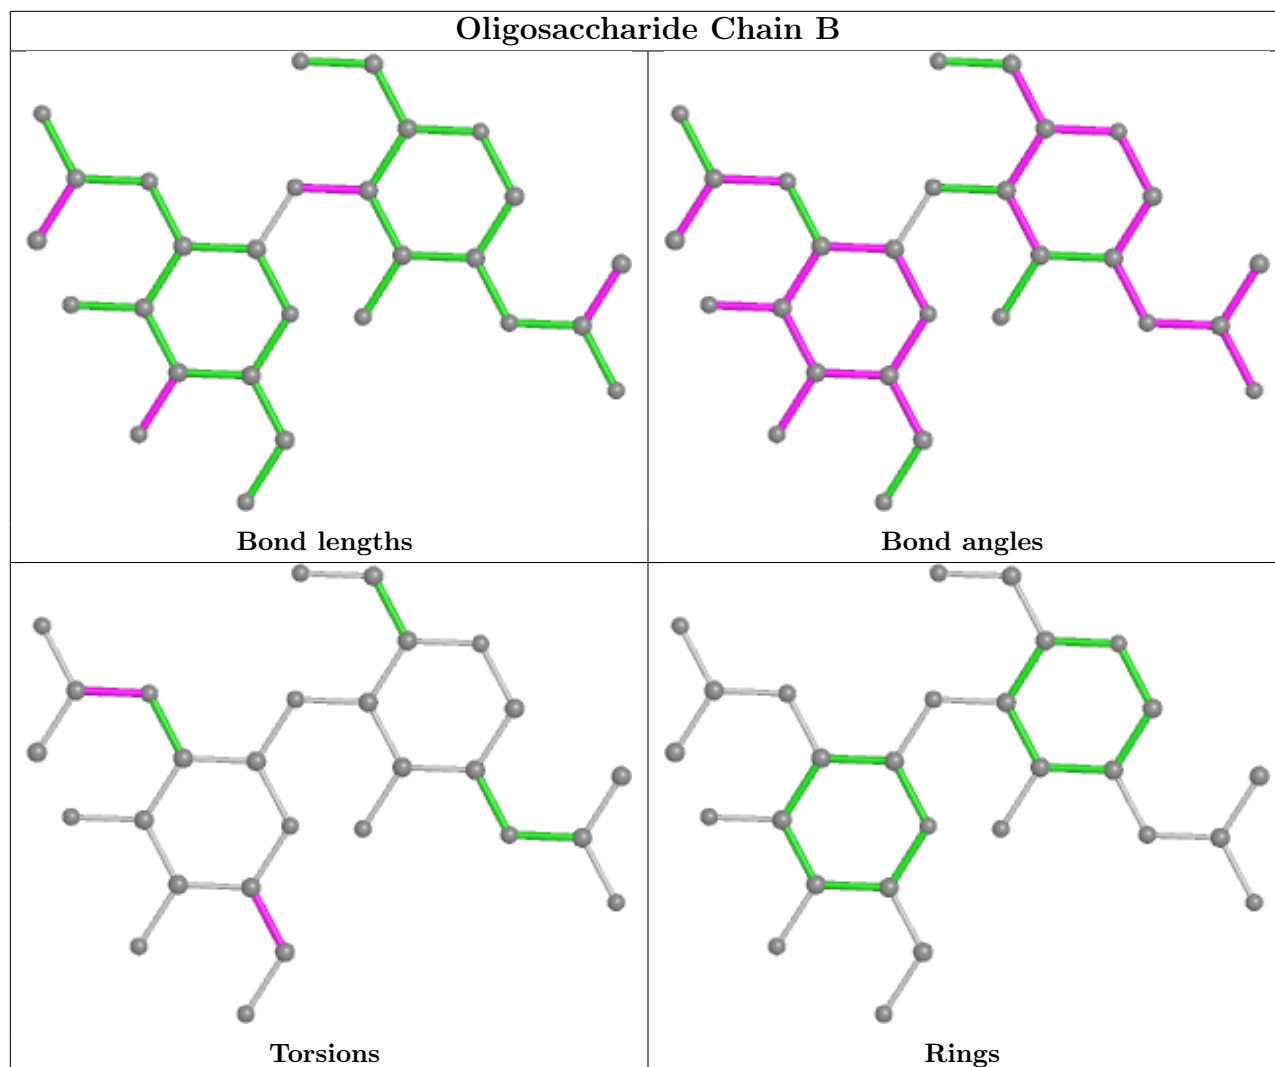 Oligosaccharide Chain B
Bond lengths
Bond angles
Torsions
Rings